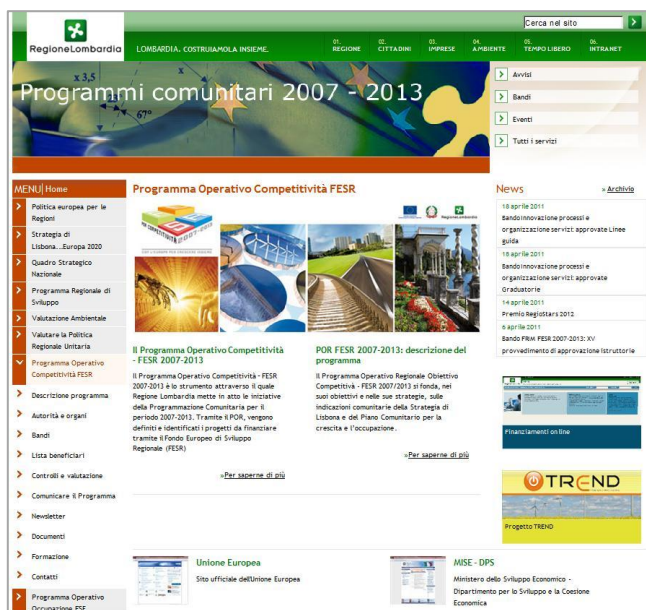 Cerca nel sito
RegioneLombardia
LOMBARDIA. COSTRUIAMOLA INSIEME.
01.
REGIONE
02.
CITTADINI
03.
IMPRESE
04.
AMBIENTE
05.
TEMPO LIBERO
06.
INTRANET
x 3,5
x
67°
Programmi comunitari 2007 - 2013
Avvisi
Bandi
Eventi
Tutti i servizi
MENU| Home
Politica europea per le
Regioni
Strategia di
Lisbona...Europa 2020
Quadro Strategico
Nazionale
Programma Regionale di
Sviluppo
Valutazione Ambientale
Valutare la Politica
Regionale Unitaria
Programma Operativo
Competitività FESR
Descrizione programma
Autorità e organi
Bandi
Lista beneficiari
Controlli e valutazione
Comunicare il Programma
Newsletter
Documenti
Formazione
Contatti
Programma Operativo
Occupazione FSE
Programma Operativo Competitività FESR
RegioneLombardia
Il Programma Operativo Competitività
- FESR 2007-2013
Il Programma Operativo Competitività - FESR
2007-2013 è lo strumento attraverso il quale
Regione Lombardia mette in atto le iniziative
della Programmazione Comunitaria per il
periodo 2007-2013. Tramite il POR, vengono
definiti e identificati i progetti da finanziare
tramite il Fondo Europeo di Sviluppo
Regionale (FESR)
»Per saperne di più
POR FESR 2007-2013: descrizione del
programma
Il Programma Operativo Regionale Obiettivo
Competitivà - FESR 2007/2013 si fonda, nei
suoi obiettivi e nelle sue strategie, sulle
indicazioni comunitarie della Strategia di
Lisbona e del Piano Comunitario per la
crescita e l'occupazione.
»Per saperne di più
Unione Europea
Sito ufficiale dell'Unione Europea
MISE - DPS
Ministero dello Sviluppo Economico -
Dipartimento per lo Sviluppo e la Coesione
Economica
News
» Archivio
18 aprile 2011
Bando Innovazione processi e
organizzazione servizi: approvate Linee
guida
18 aprile 2011
Bando Innovazione processi e
organizzazione servizi: approvate
Graduatorie
14 aprile 2011
Premio RegioStars 2012
6 aprile 2011
Bando FRIM FESR 2007-2013: XV
provvedimento di approvazione istruttorie
Finanziamenti on line
TREND
Progetto TREND